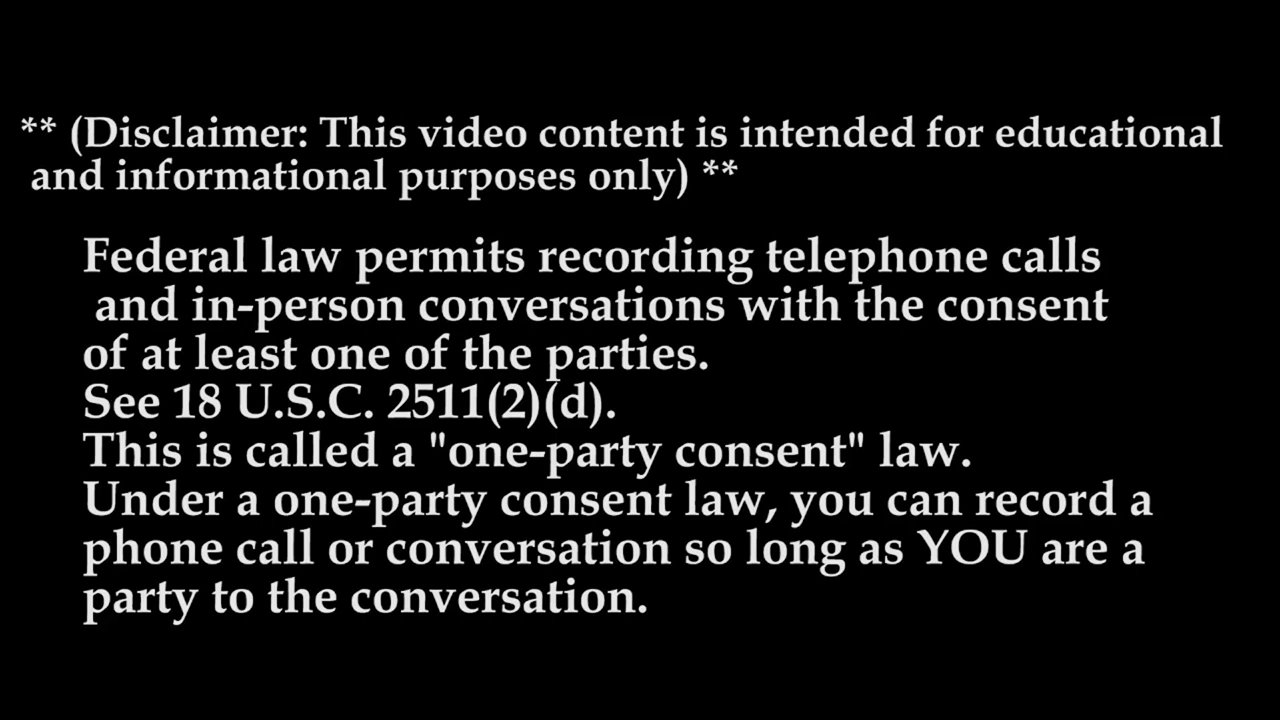 ** (Disclaimer: This video content is intended for educational
and informational purposes only) **
Federal law permits recording telephone calls
and in-person conversations with the consent
of at least one of the parties.
See 18 U.S.C. 2511(2)(d).
This is called a "one-party consent" law.
Under a one-party consent law, you can record a
phone call or conversation so long as YOU are a
party to the conversation.